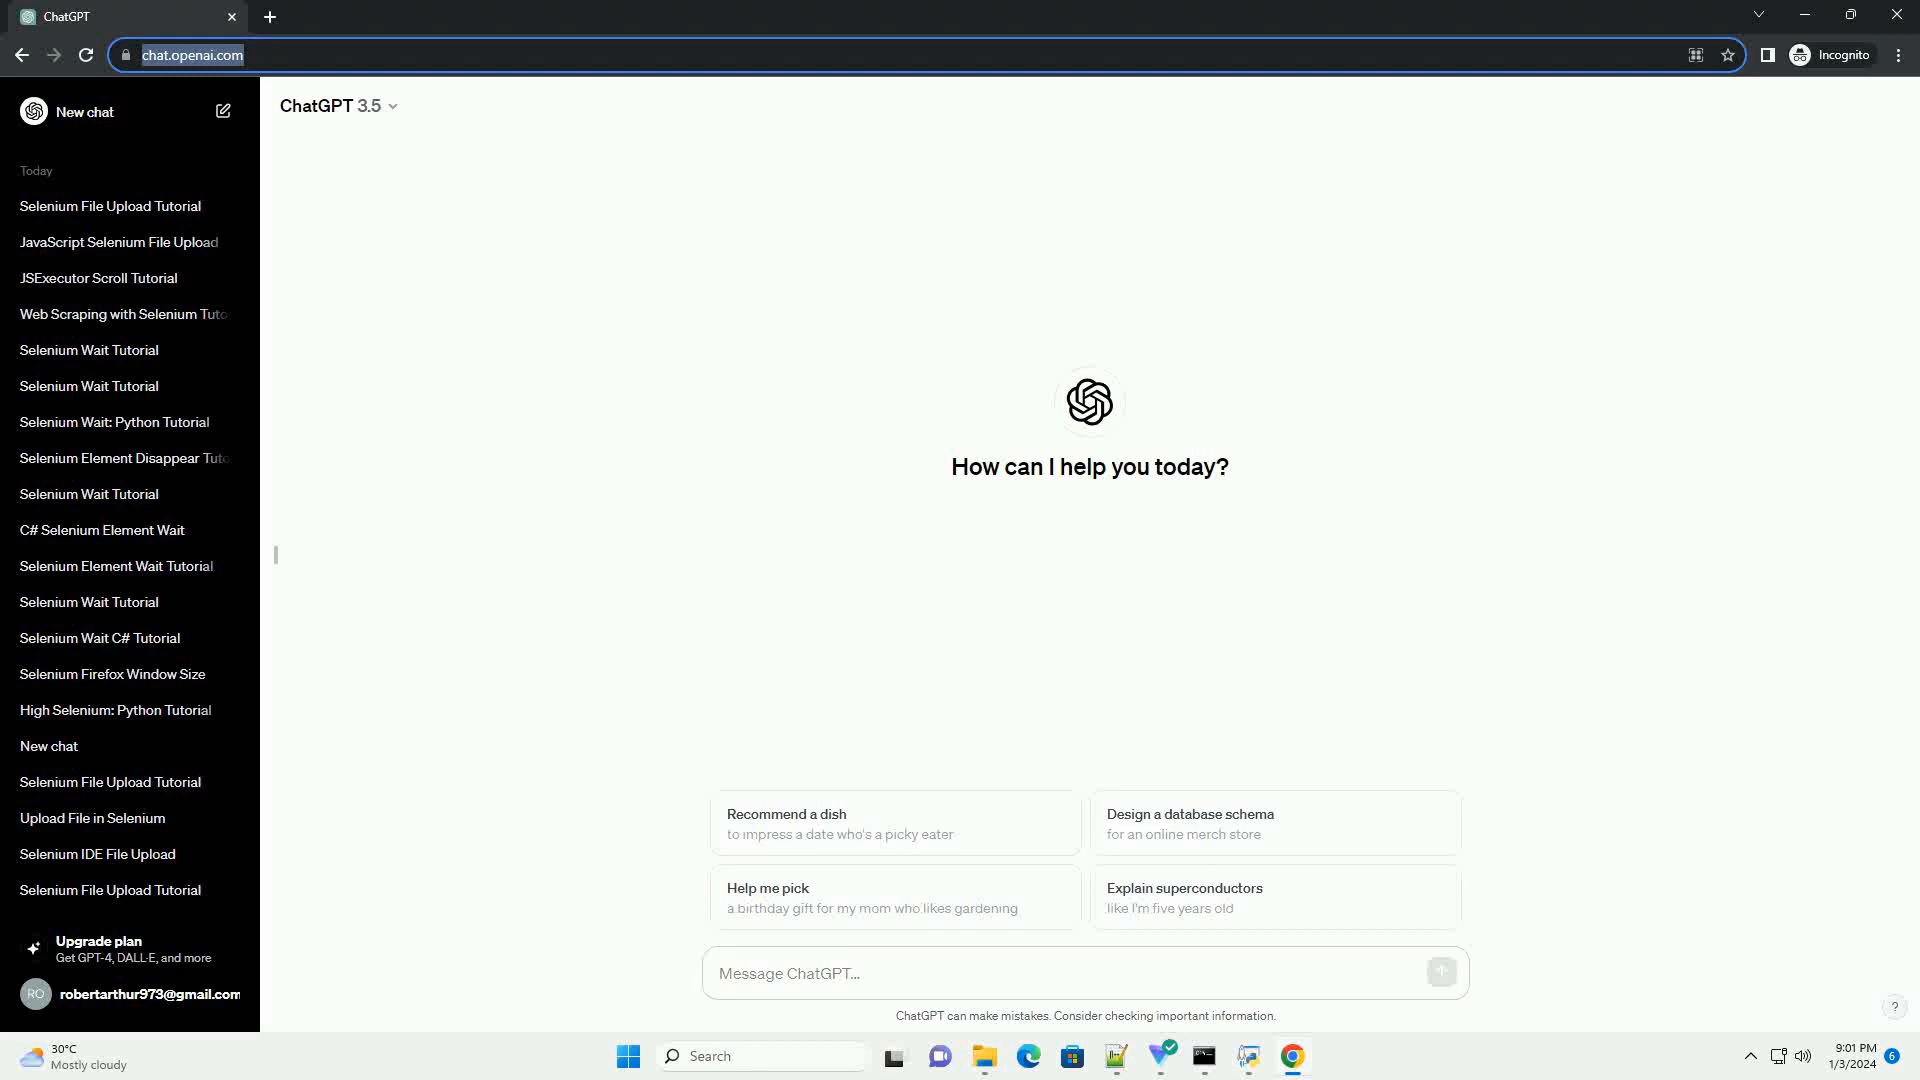 ChatGPT
chat.openai.com
Incognito
New chat
ChatGPT 3.5
Today
Selenium File Upload Tutorial
JavaScript Selenium File Upload
JSExecutor Scroll Tutorial
Web Scraping with Selenium Tuto
Selenium Wait Tutorial
Selenium Wait Tutorial
Selenium Wait: Python Tutorial
Selenium Element Disappear Tuto
Selenium Wait Tutorial
C# Selenium Element Wait
Selenium Element Wait Tutorial
Selenium Wait Tutorial
Selenium Wait C# Tutorial
Selenium Firefox Window Size
High Selenium: Python Tutorial
New chat
Selenium File Upload Tutorial
Upload File in Selenium
Selenium IDE File Upload
Selenium File Upload Tutorial
Upgrade plan
Get GPT-4, DALL·E, and more
RO
robertarthur973@gmail.com
How can I help you today?
Recommend a dish
to impress a date who's a picky eater
Design a database schema
for an online merch store
Help me pick
a birthday gift for my mom who likes gardening
Explain superconductors
like I'm five years old
Message ChatGPT...
ChatGPT can make mistakes. Consider checking important information.
?
30°C
Mostly cloudy
Search
9:01 PM
1/3/2024
6